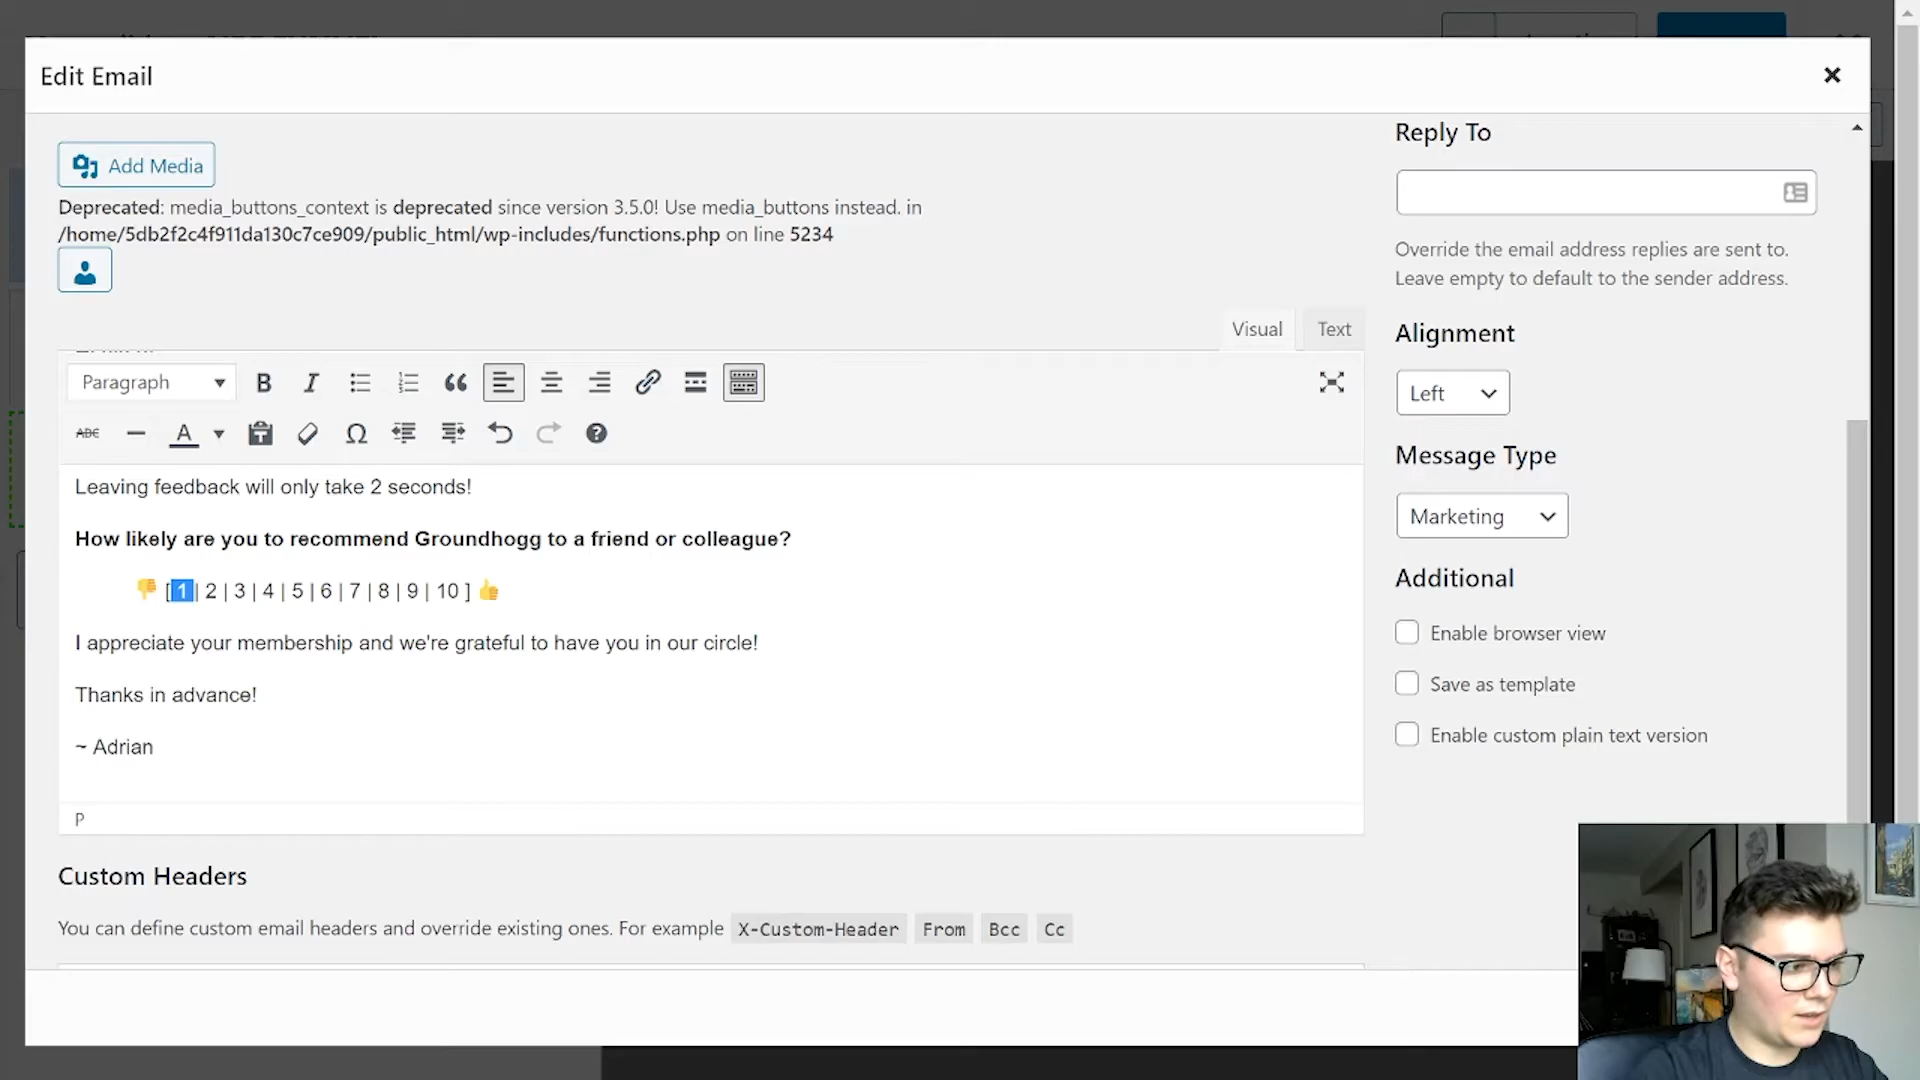 Edit Email
Add Media
Deprecated: media_buttons_context is deprecated since version 3.5.0! Use media_buttons instead. in
/home/5db2f2c4f911da130c7ce909/public_html/wp-includes/functions.php on line 5234
Visual
Text
Paragraph
ABC
Leaving feedback will only take 2 seconds!
How likely are you to recommend Groundhogg to a friend or colleague?
👎 [ 1 | 2 | 3 | 4 | 5 | 6 | 7 | 8 | 9 | 10 ] 👍
I appreciate your membership and we're grateful to have you in our circle!
Thanks in advance!
~ Adrian
P
Custom Headers
You can define custom email headers and override existing ones. For example X-Custom-Header From Bcc Cc
Reply To
Override the email address replies are sent to.
Leave empty to default to the sender address.
Alignment
Left
Message Type
Marketing
Additional
Enable browser view
Save as template
Enable custom plain text version